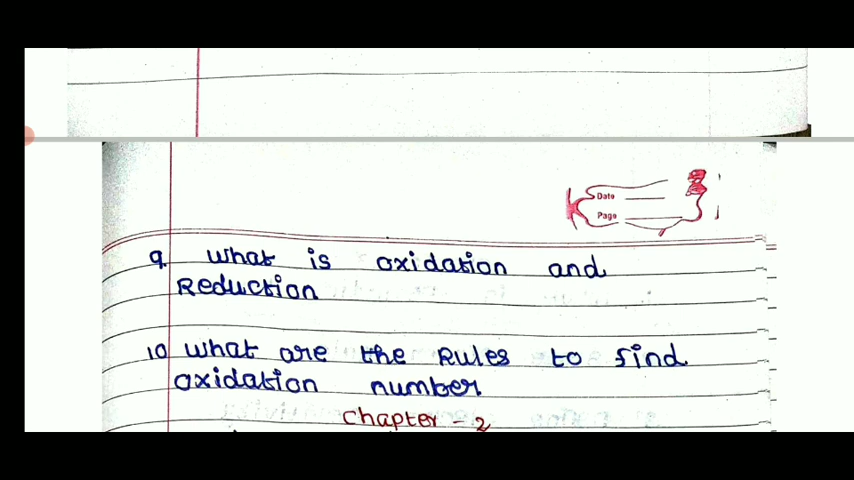 Date
Page
9. What is oxidation and
Reduction
10 What are the Rules to find
oxidation number
Chapter - 2